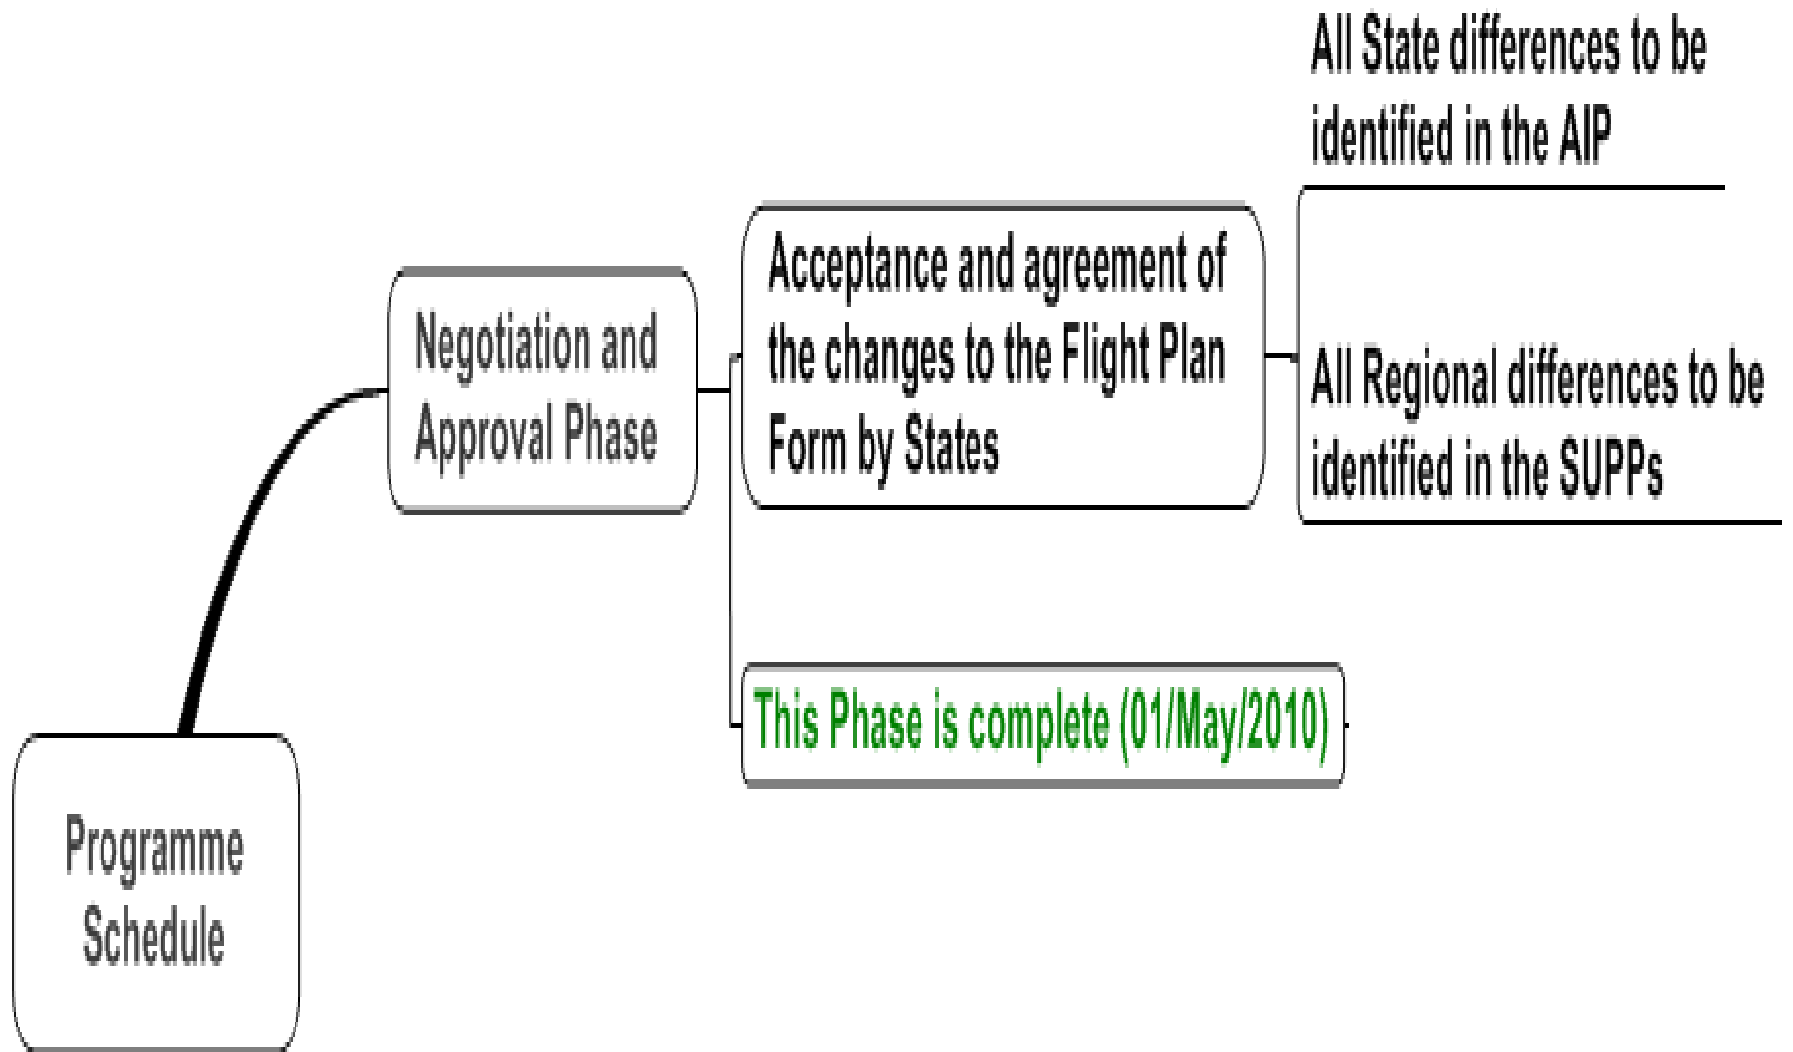 All State differences to be
identified in the AIP
Acceptance and agreement of
the changes to the Flight Plan
Form by States
Negotiation and
Approval Phase
All Regional differences to be
identified in the SUPPs
This Phase is complete (01/May/2010)
Programme
Schedule